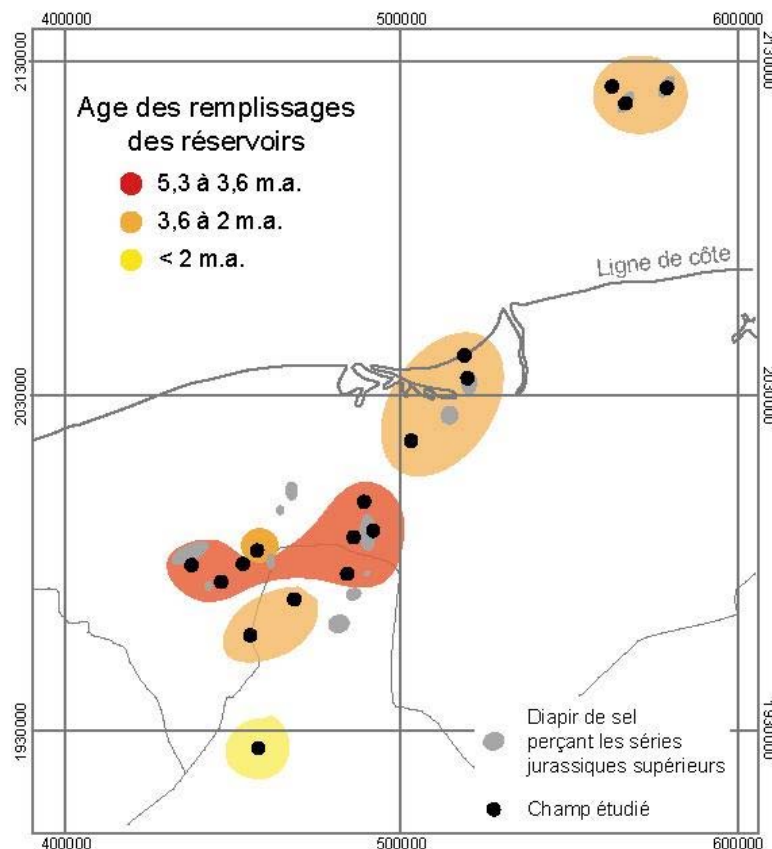 400000 500000 600000
2130000 2130000
Age des remplissages
des réservoirs
5,3 à 3,6 m.a.
3,6 à 2 m.a.
< 2 m.a.
Ligne de côte
2030000 2030000
1930000 1930000
Diapir de sel
perçant les séries
jurassiques supérieurs
Champ étudié
400000 500000 600000